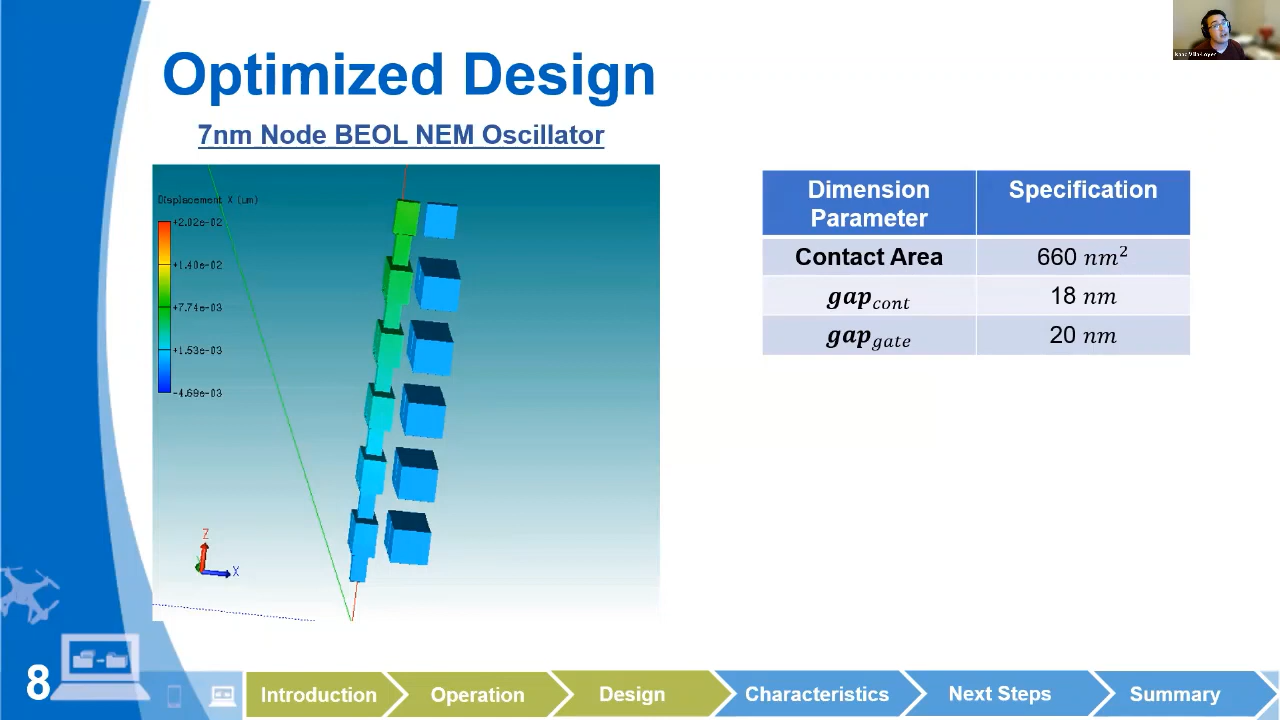 Optimized Design
7nm Node BEOL NEM Oscillator
Displacement X (um)
+2.02e-02
+1.40e-02
+7.74e-03
+1.53e-03
-4.68e-03
Z
X
Dimension Parameter Specification
Contact Area 660 nm²
gap_cont 18 nm
gap_gate 20 nm
8
Introduction Operation Design Characteristics Next Steps Summary